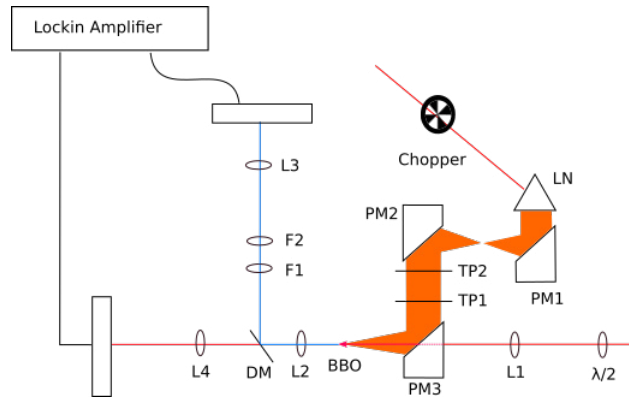 Lockin Amplifier
Chopper
LN
L3
PM2
F2
F1
TP2
TP1
PM1
L4
DM
L2
BBO
PM3
L1
λ/2